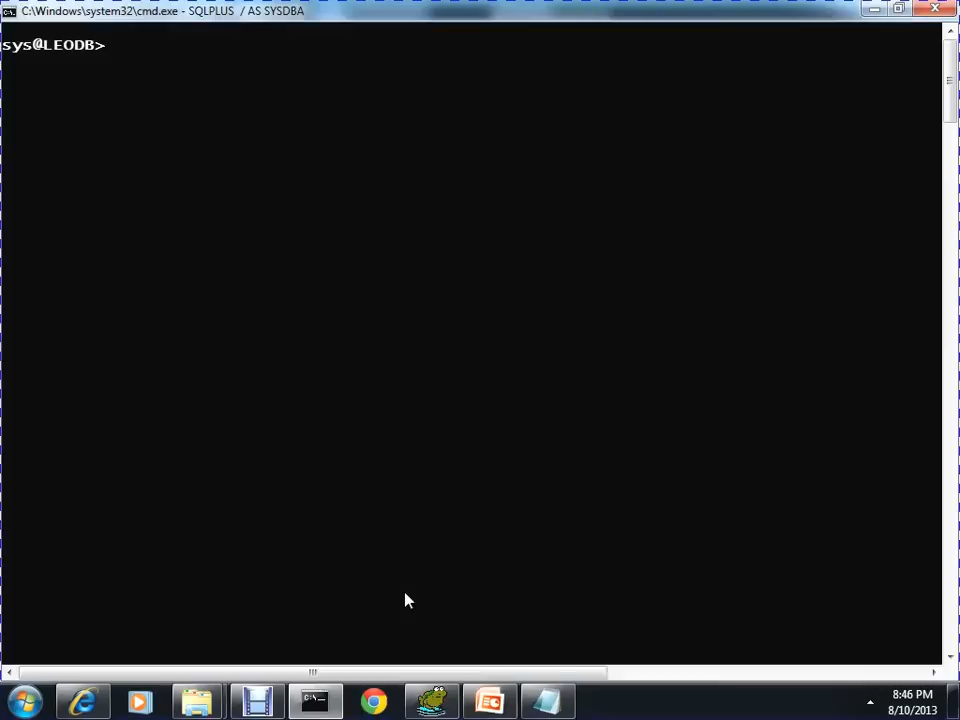 C:\Windows\system32\cmd.exe - SQLPLUS  / AS SYSDBA
sys@LEODB>
8:46 PM
8/10/2013